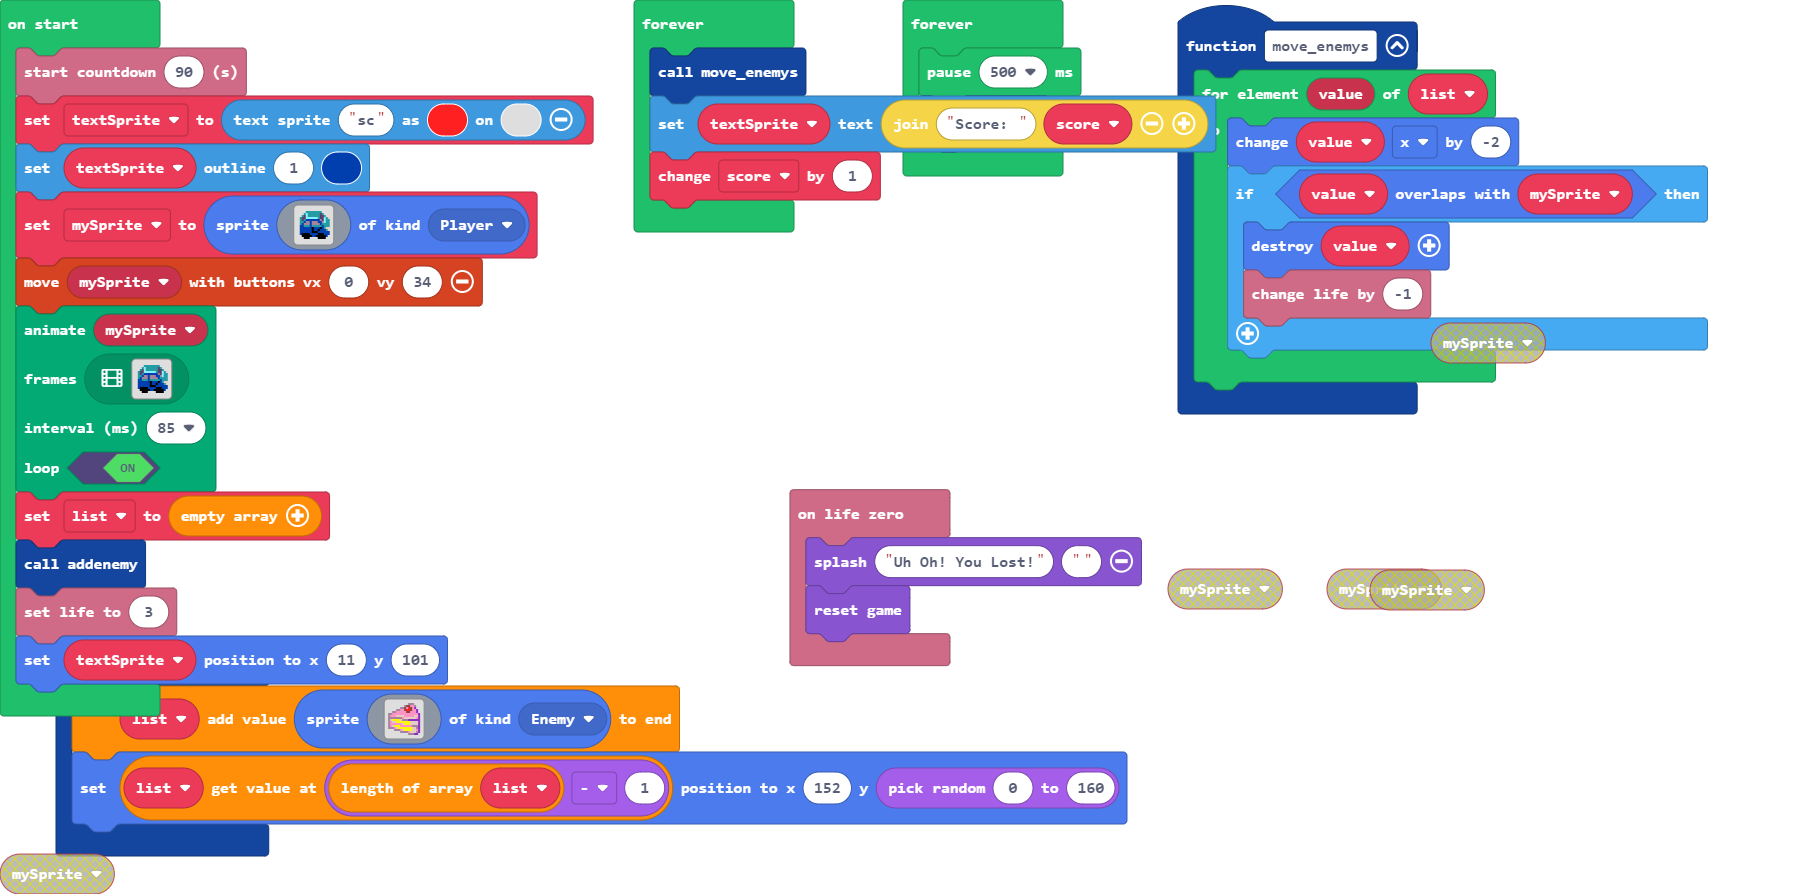 on start
start countdown 90 (s)
set textSprite to text sprite "sc" as on
set textSprite outline 1
set mySprite to sprite of kind Player
move mySprite with buttons vx 0 vy 34
animate mySprite
frames
interval (ms) 85
loop ON
set list to empty array
call addenemy
set life to 3
set textSprite position to x 11 y 101
list add value sprite of kind Enemy to end
set list get value at length of array list - 1 position to x 152 y pick random 0 to 160
mySprite
forever
call move_enemys
set textSprite text join "Score: " score
change score by 1
forever
pause 500 ms
function move_enemys
for element value of list
change value x by -2
if value overlaps with mySprite then
destroy value
change life by -1
mySprite
on life zero
splash "Uh Oh! You Lost!" " "
reset game
mySprite
mySp
mySprite